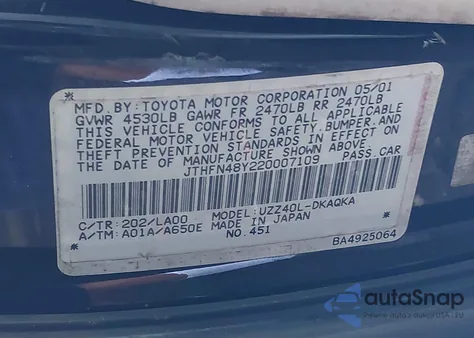 MFD. BY: TOYOTA MOTOR CORPORATION 05/01
GVWR 4530LB GAWR FR 2470LB RR 2470LB
THIS VEHICLE CONFORMS TO ALL APPLICABLE
FEDERAL MOTOR VEHICLE SAFETY, BUMPER, AND
THEFT PREVENTION STANDARDS IN EFFECT ON
THE DATE OF MANUFACTURE SHOWN ABOVE.
JTHFN48Y220007109 PASS. CAR
C/TR: 202/LA00 MODEL: UZZ40L-DKAQKA
A/TM: A01A/A650E MADE IN JAPAN
NO. 451
BA4925064
autoSnap